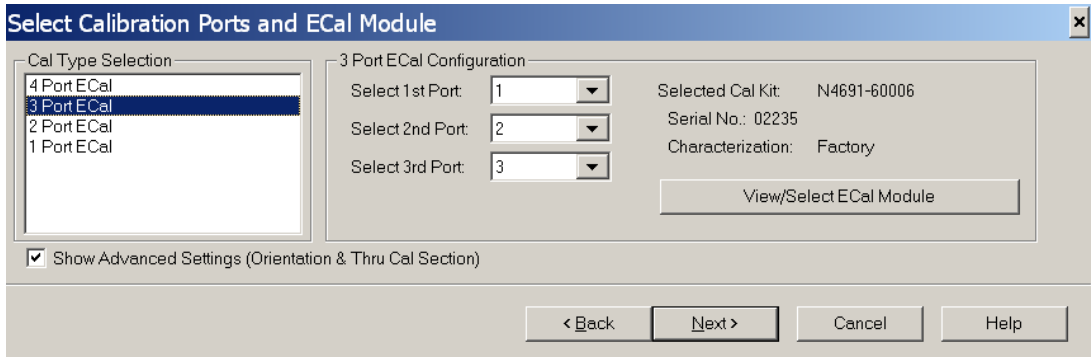 Select Calibration Ports and ECal Module
Cal Type Selection
4 Port ECal
3 Port ECal
2 Port ECal
1 Port ECal
3 Port ECal Configuration
Select 1st Port: 1
Select 2nd Port: 2
Select 3rd Port: 3
Selected Cal Kit: N4691-60006
Serial No.: 02235
Characterization: Factory
View/Select ECal Module
Show Advanced Settings (Orientation & Thru Cal Section)
< Back
Next >
Cancel
Help